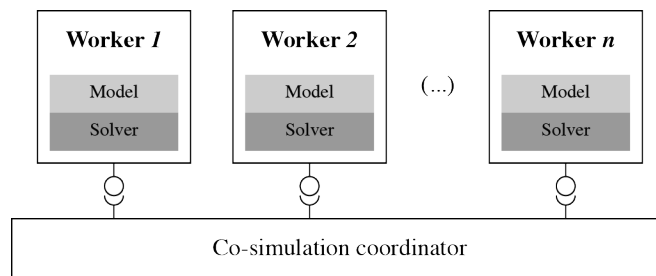 Worker 1 Worker 2 Worker n
(...)
Model Model Model
Solver Solver Solver
Co-simulation coordinator